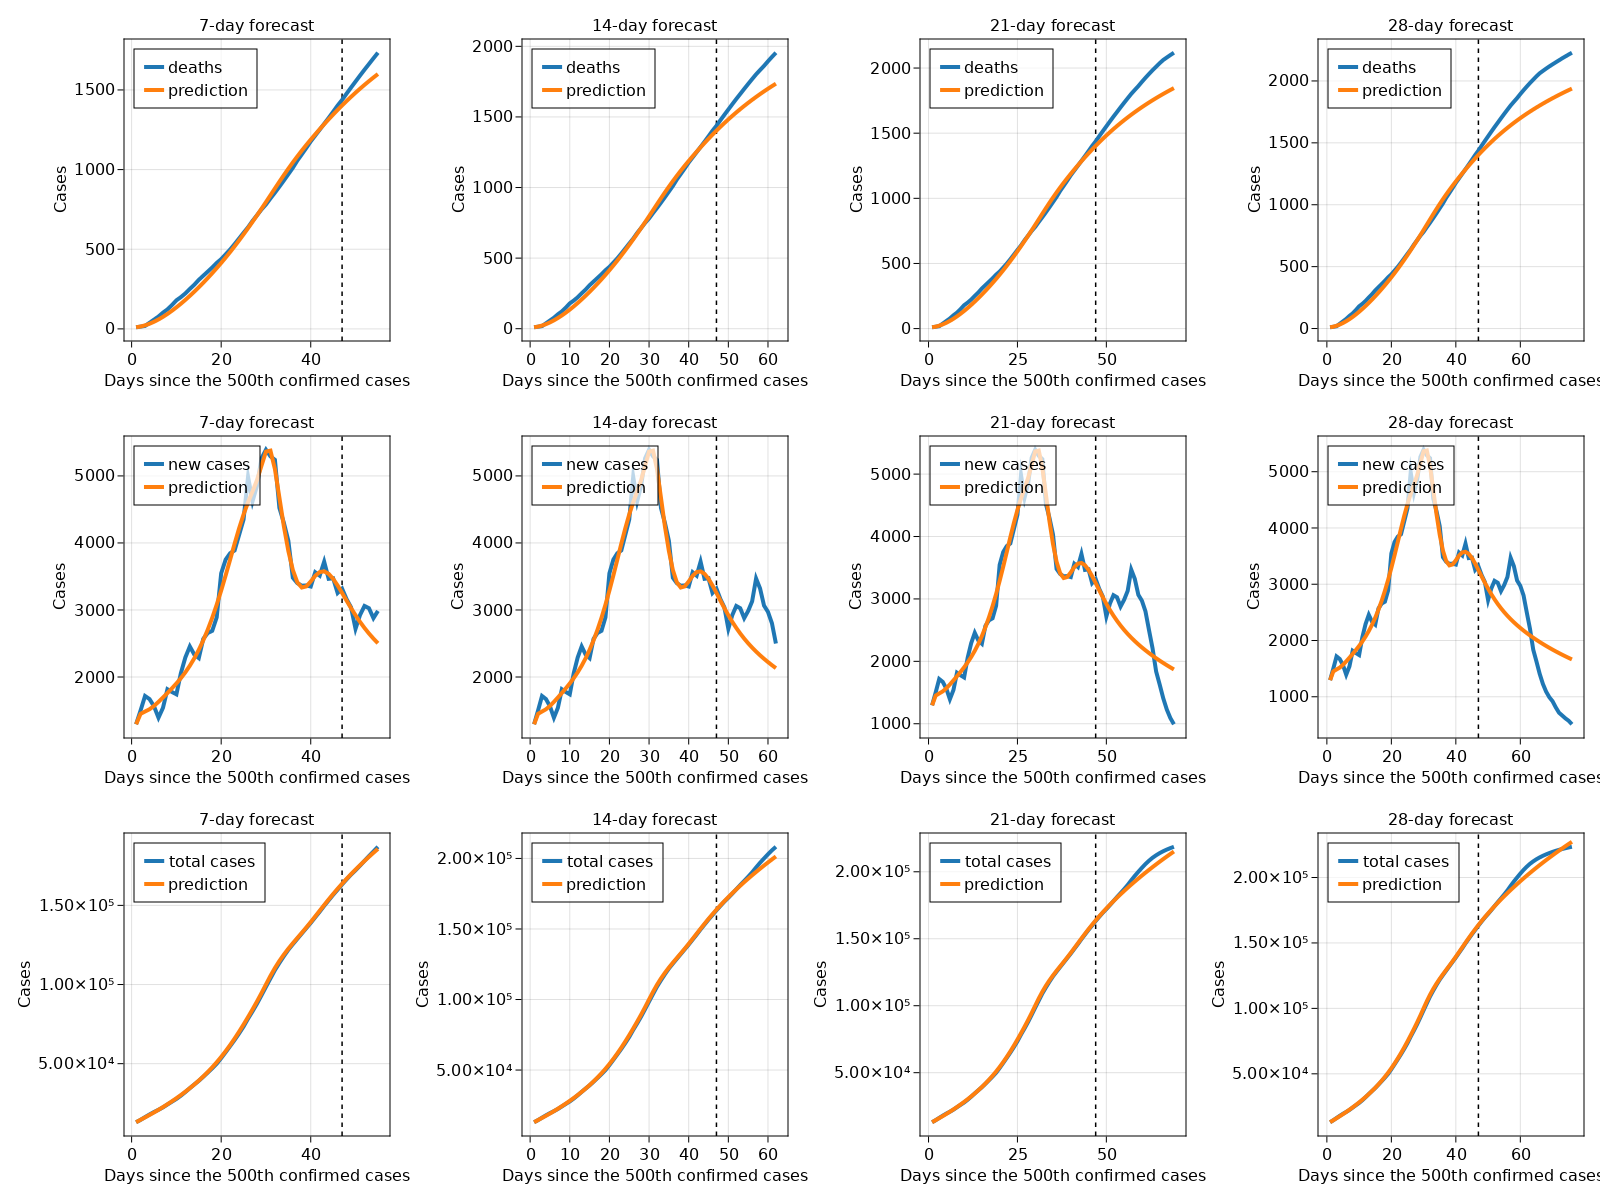 7-day forecast
14-day forecast
21-day forecast
28-day forecast
deaths
prediction
deaths
prediction
deaths
prediction
deaths
prediction
Cases
1500
1000
500
0
Cases
2000
1500
1000
500
0
Cases
2000
1500
1000
500
0
Cases
2000
1500
1000
500
0
0 20 40
0 10 20 30 40 50 60
0 25 50
0 20 40 60
Days since the 500th confirmed cases
Days since the 500th confirmed cases
Days since the 500th confirmed cases
Days since the 500th confirmed cases
7-day forecast
14-day forecast
21-day forecast
28-day forecast
new cases
prediction
new cases
prediction
new cases
prediction
new cases
prediction
Cases
5000
4000
3000
2000
Cases
5000
4000
3000
2000
Cases
5000
4000
3000
2000
1000
Cases
5000
4000
3000
2000
1000
0 20 40
0 10 20 30 40 50 60
0 25 50
0 20 40 60
Days since the 500th confirmed cases
Days since the 500th confirmed cases
Days since the 500th confirmed cases
Days since the 500th confirmed cases
7-day forecast
14-day forecast
21-day forecast
28-day forecast
total cases
prediction
total cases
prediction
total cases
prediction
total cases
prediction
Cases
1.50×10⁵
1.00×10⁵
5.00×10⁴
Cases
2.00×10⁵
1.50×10⁵
1.00×10⁵
5.00×10⁴
Cases
2.00×10⁵
1.50×10⁵
1.00×10⁵
5.00×10⁴
Cases
2.00×10⁵
1.50×10⁵
1.00×10⁵
5.00×10⁴
0 20 40
0 10 20 30 40 50 60
0 25 50
0 20 40 60
Days since the 500th confirmed cases
Days since the 500th confirmed cases
Days since the 500th confirmed cases
Days since the 500th confirmed cases